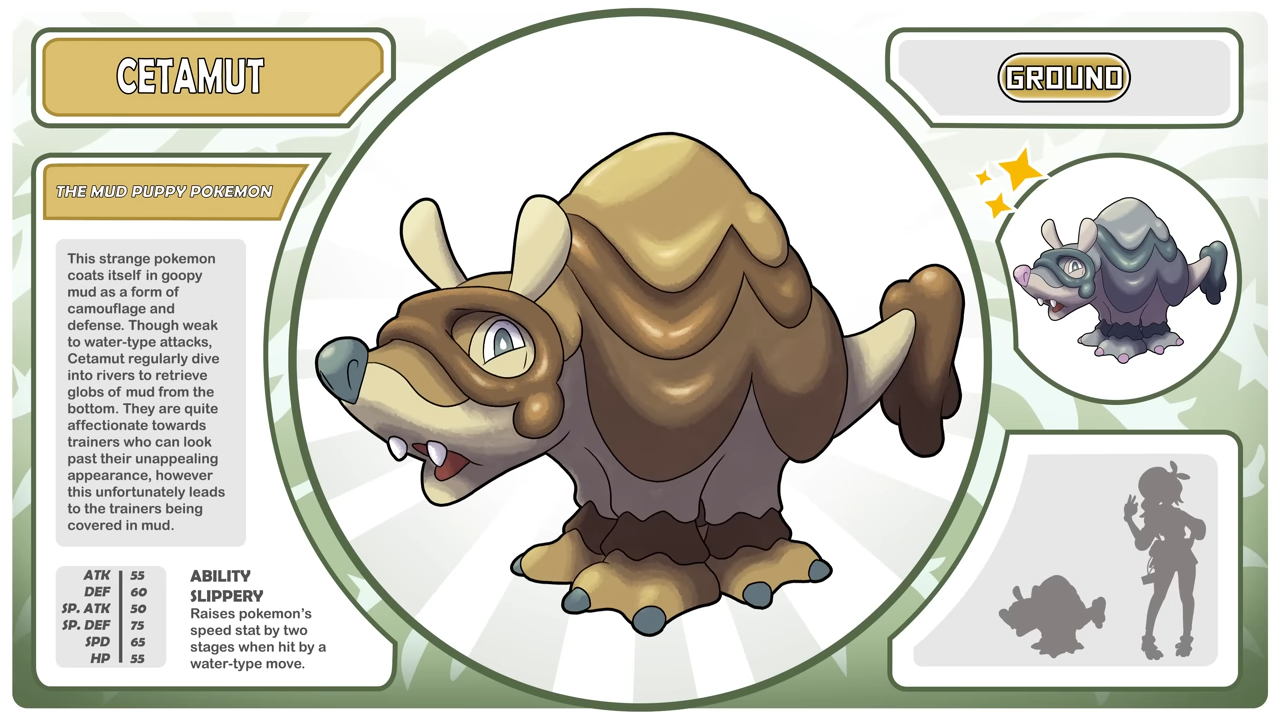 CETAMUT
GROUND
THE MUD PUPPY POKEMON
This strange pokemon
coats itself in goopy
mud as a form of
camouflage and
defense. Though weak
to water-type attacks,
Cetamut regularly dive
into rivers to retrieve
globs of mud from the
bottom. They are quite
affectionate towards
trainers who can look
past their unappealing
appearance, however
this unfortunately leads
to the trainers being
covered in mud.
ATK 55
DEF 60
SP. ATK 50
SP. DEF 75
SPD 65
HP 55
ABILITY
SLIPPERY
Raises pokemon's
speed stat by two
stages when hit by a
water-type move.